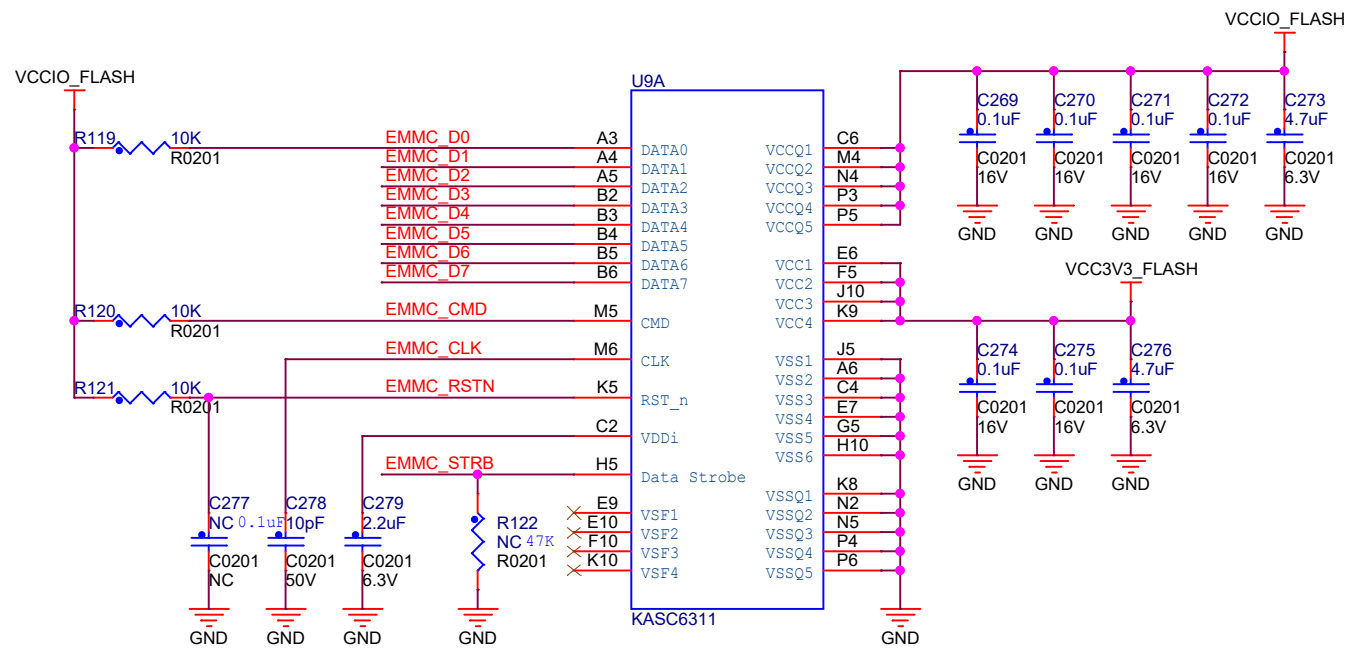 VCCIO_FLASH
VCCIO_FLASH
U9A
R119 10K
R0201
EMMC_D0 A3 DATA0
EMMC_D1 A4 DATA1
EMMC_D2 A5 DATA2
EMMC_D3 B2 DATA3
EMMC_D4 B3 DATA4
EMMC_D5 B4 DATA5
EMMC_D6 B5 DATA6
EMMC_D7 B6 DATA7
R120 10K
R0201
EMMC_CMD M5 CMD
EMMC_CLK M6 CLK
R121 10K
R0201
EMMC_RSTN K5 RST_n
C2 VDDi
EMMC_STRB H5 Data Strobe
E9 VSF1
E10 VSF2
F10 VSF3
K10 VSF4
VCCQ1 C6
VCCQ2 M4
VCCQ3 N4
VCCQ4 P3
VCCQ5 P5
VCC1 E6
VCC2 F5
VCC3 J10
VCC4 K9
VSS1 J5
VSS2 A6
VSS3 C4
VSS4 E7
VSS5 G5
VSS6 H10
VSSQ1 K8
VSSQ2 N2
VSSQ3 N5
VSSQ4 P4
VSSQ5 P6
KASC6311
GND
C269
0.1uF
C0201
16V
GND
C270
0.1uF
C0201
16V
GND
C271
0.1uF
C0201
16V
GND
C272
0.1uF
C0201
16V
GND
C273
4.7uF
C0201
6.3V
GND
VCC3V3_FLASH
C274
0.1uF
C0201
16V
GND
C275
0.1uF
C0201
16V
GND
C276
4.7uF
C0201
6.3V
GND
C277
NC 0.1uF
C0201
NC
GND
C278
10pF
C0201
50V
GND
C279
2.2uF
C0201
6.3V
GND
R122
NC 47K
R0201
GND